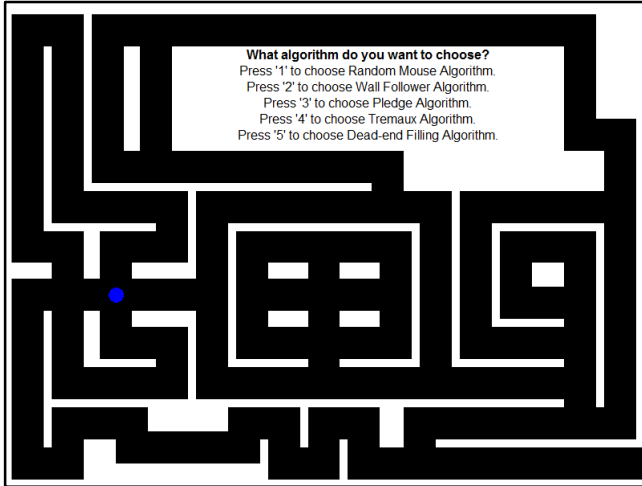 What algorithm do you want to choose?
Press '1' to choose Random Mouse Algorithm.
Press '2' to choose Wall Follower Algorithm.
Press '3' to choose Pledge Algorithm.
Press '4' to choose Tremaux Algorithm.
Press '5' to choose Dead-end Filling Algorithm.